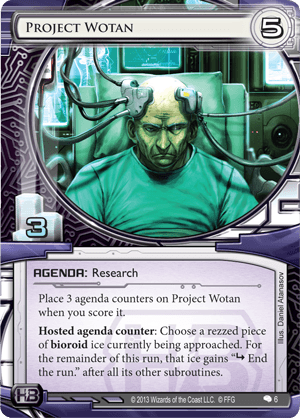 Project Wotan
5
3
AGENDA: Research
Place 3 agenda counters on Project Wotan
when you score it.
Hosted agenda counter: Choose a rezzed piece
of bioroid ice currently being approached. For
the remainder of this run, that ice gains “↳ End
the run.” after all its other subroutines.
Illus. Daniel Atanasov
HB
© 2013 Wizards of the Coast LLC. © FFG
6